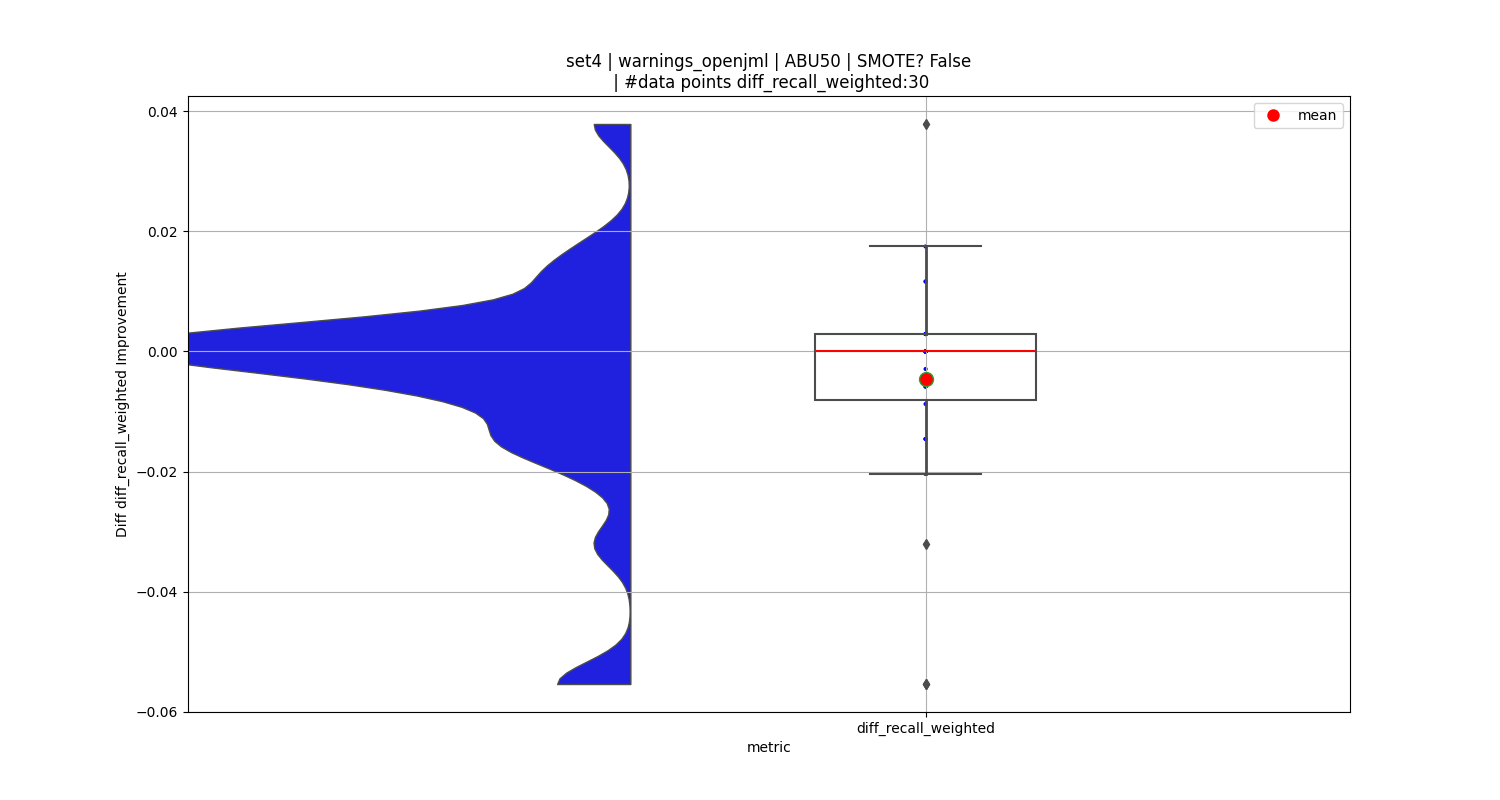 set4 | warnings_openjml | ABU50 | SMOTE? False
| #data points diff_recall_weighted:30
mean
0.04
0.02
0.00
−0.02
−0.04
−0.06
Diff diff_recall_weighted Improvement
diff_recall_weighted
metric